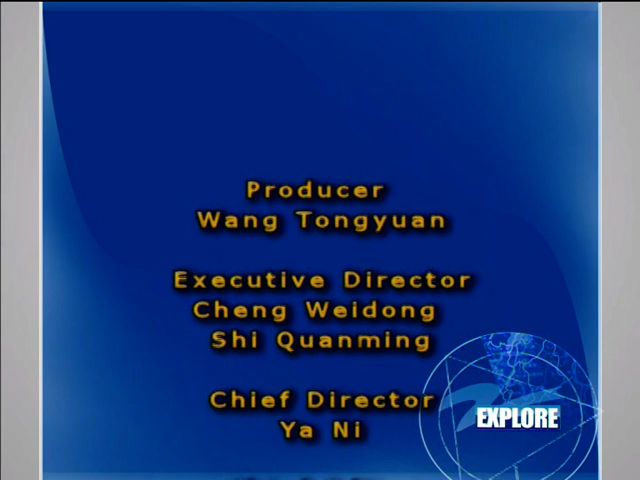 Producer
Wang Tongyuan
Executive Director
Cheng Weidong
Shi Quanming
Chief Director
Ya Ni
EXPLORE